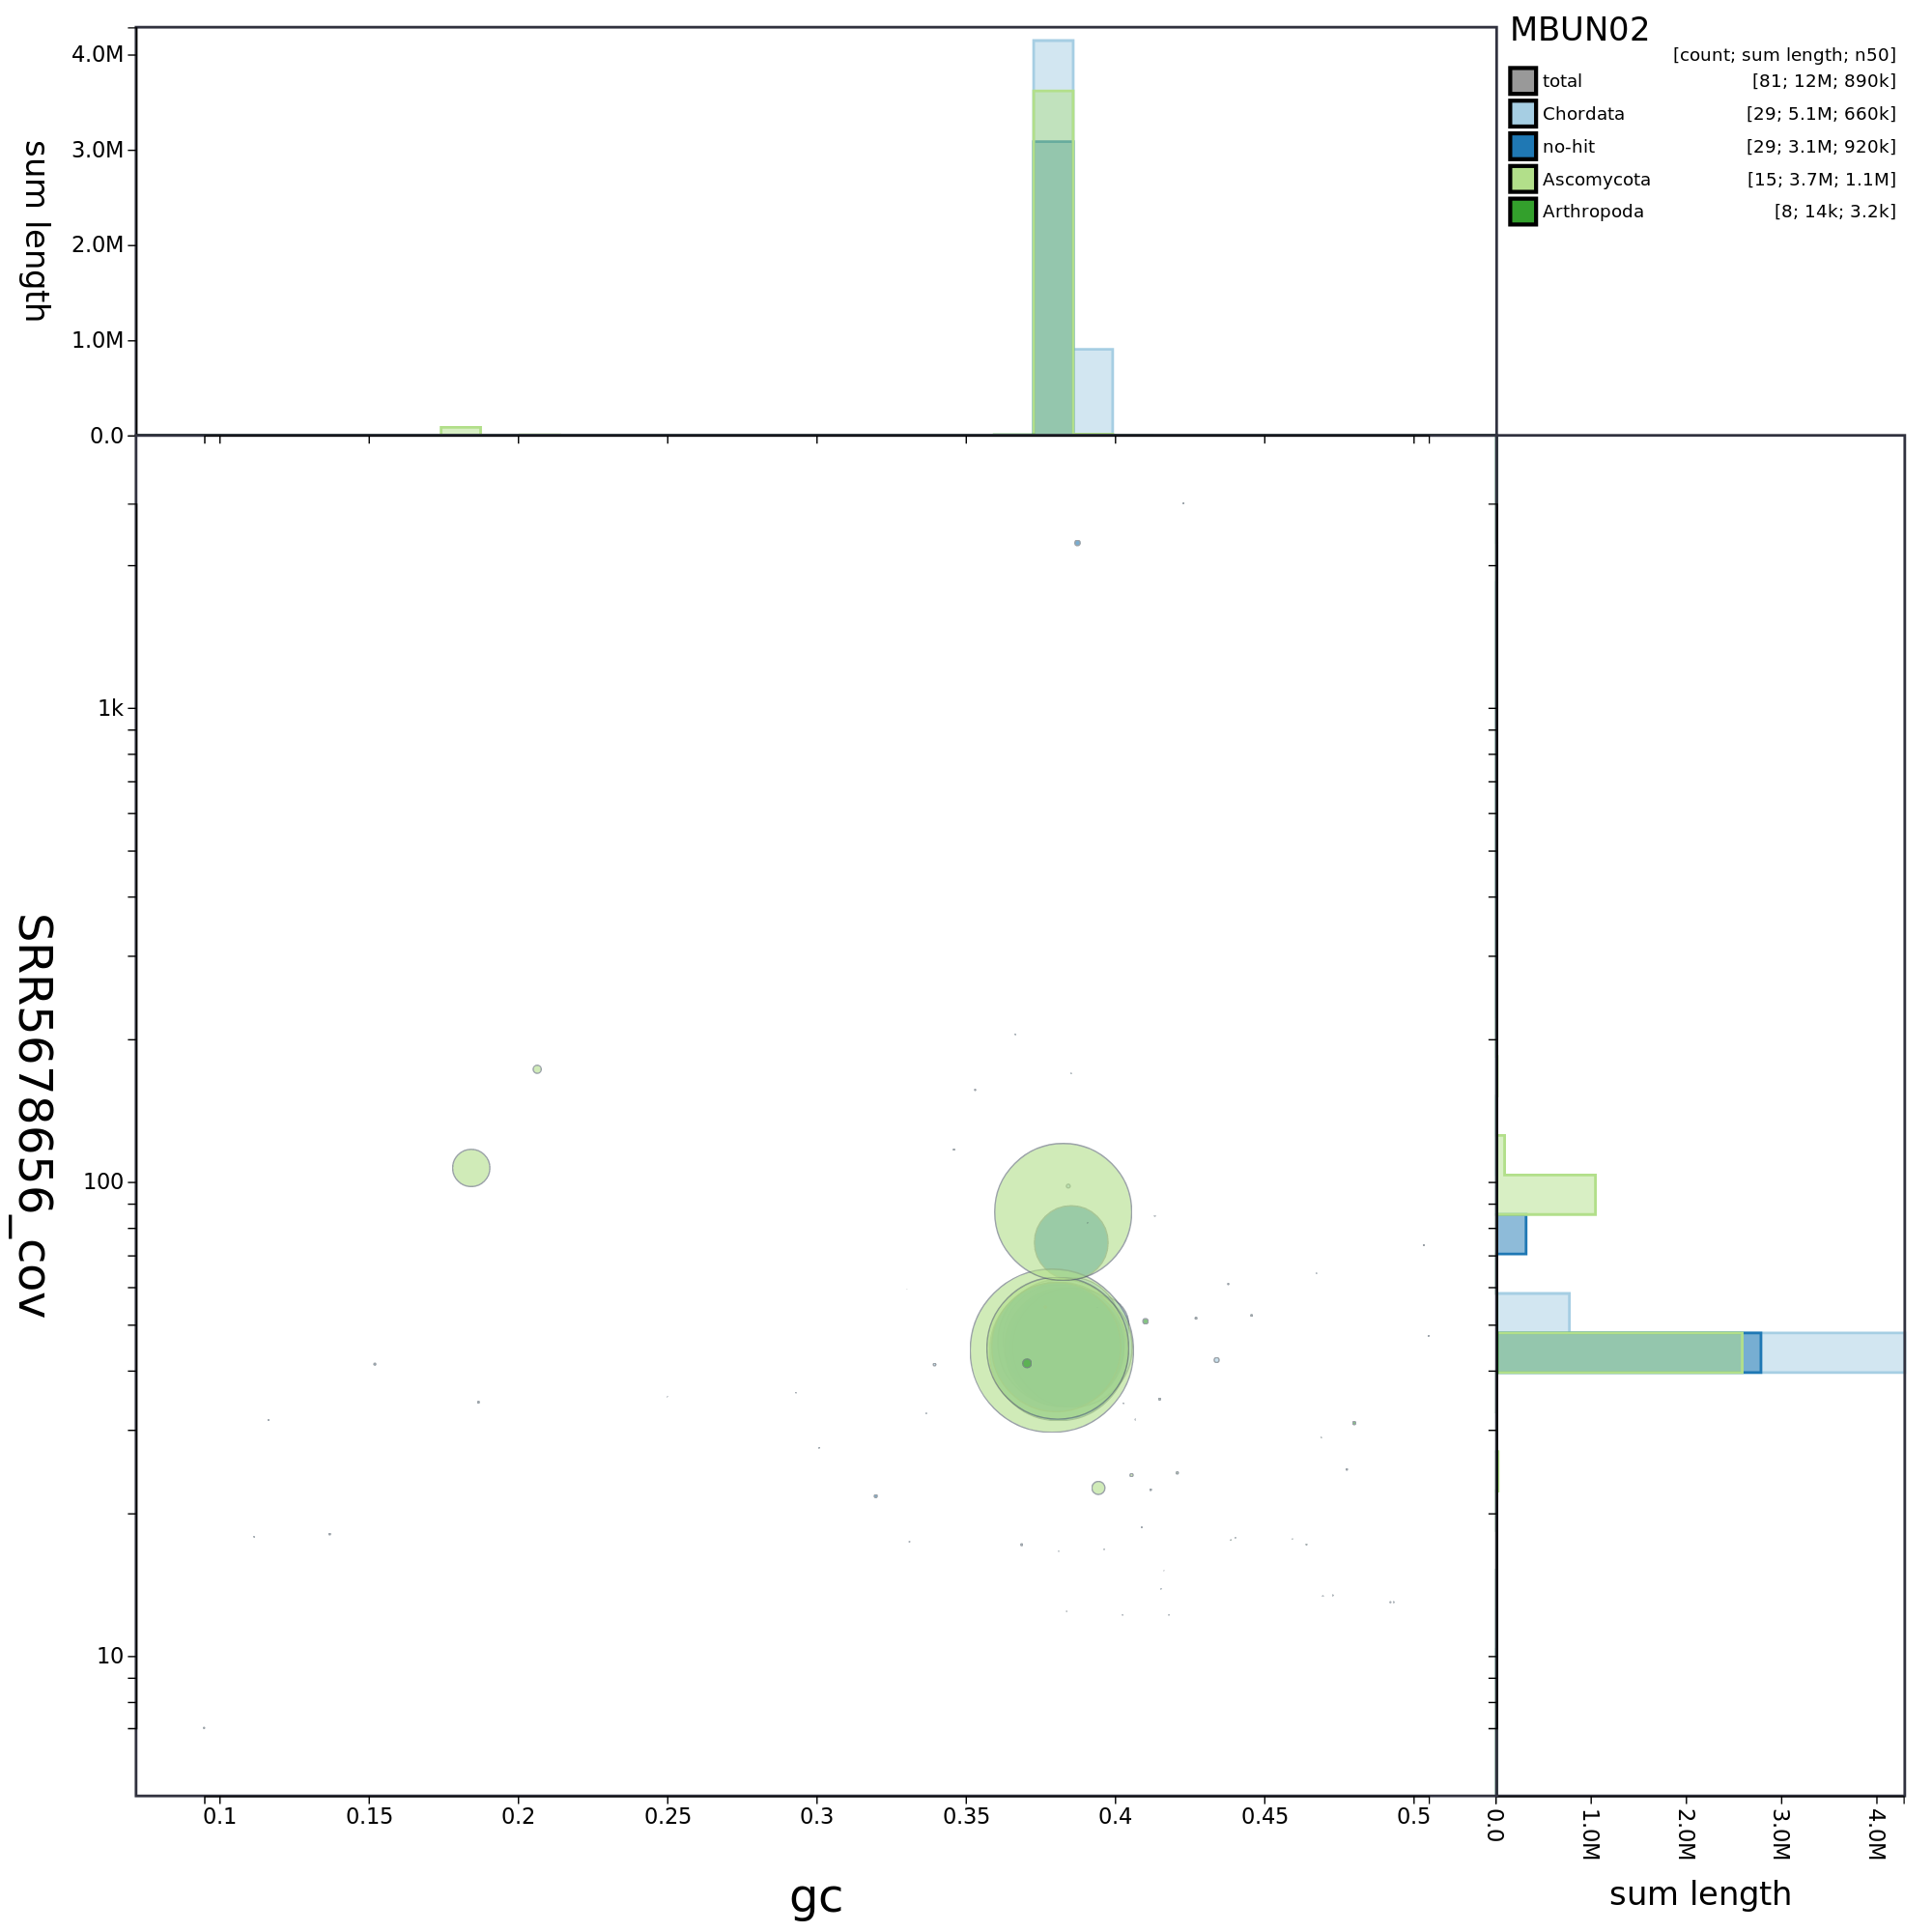 MBUN02
[count; sum length; n50]
total [81; 12M; 890k]
Chordata [29; 5.1M; 660k]
no-hit [29; 3.1M; 920k]
Ascomycota [15; 3.7M; 1.1M]
Arthropoda [8; 14k; 3.2k]
sum length
4.0M
3.0M
2.0M
1.0M
0.0
SRR5678656_cov
1k
100
10
0.1 0.15 0.2 0.25 0.3 0.35 0.4 0.45 0.5
gc
0.0 1.0M 2.0M 3.0M 4.0M
sum length